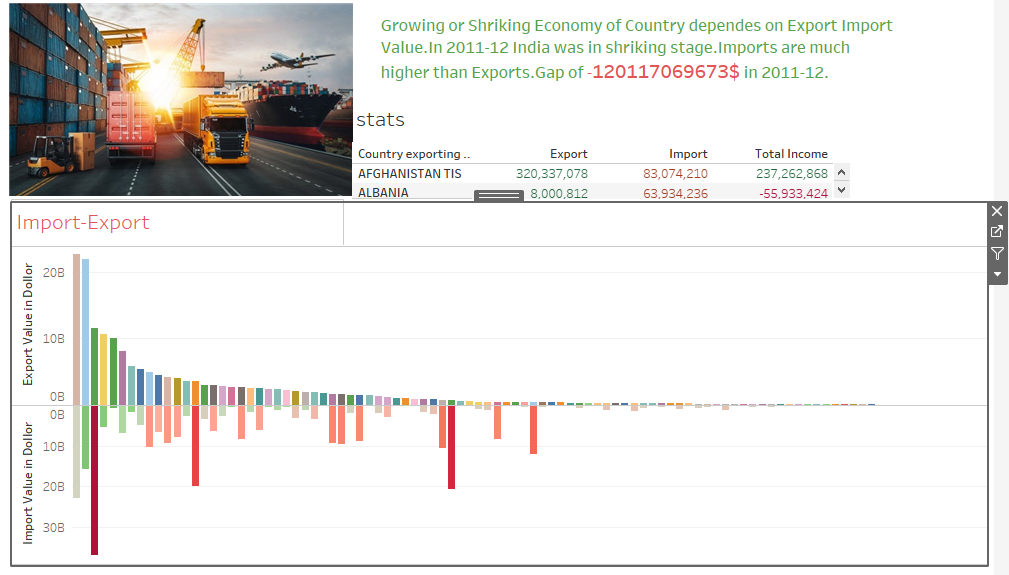 Growing or Shriking Economy of Country dependes on Export Import
Value.In 2011-12 India was in shriking stage.Imports are much
higher than Exports.Gap of -120117069673$ in 2011-12.
stats
Country exporting .. Export Import Total Income
AFGHANISTAN TIS 320,337,078 83,074,210 237,262,868
ALBANIA 8,000,812 63,934,236 -55,933,424
Import-Export
Export Value in Dollor
20B
10B
0B
Import Value in Dollor
0B
10B
20B
30B